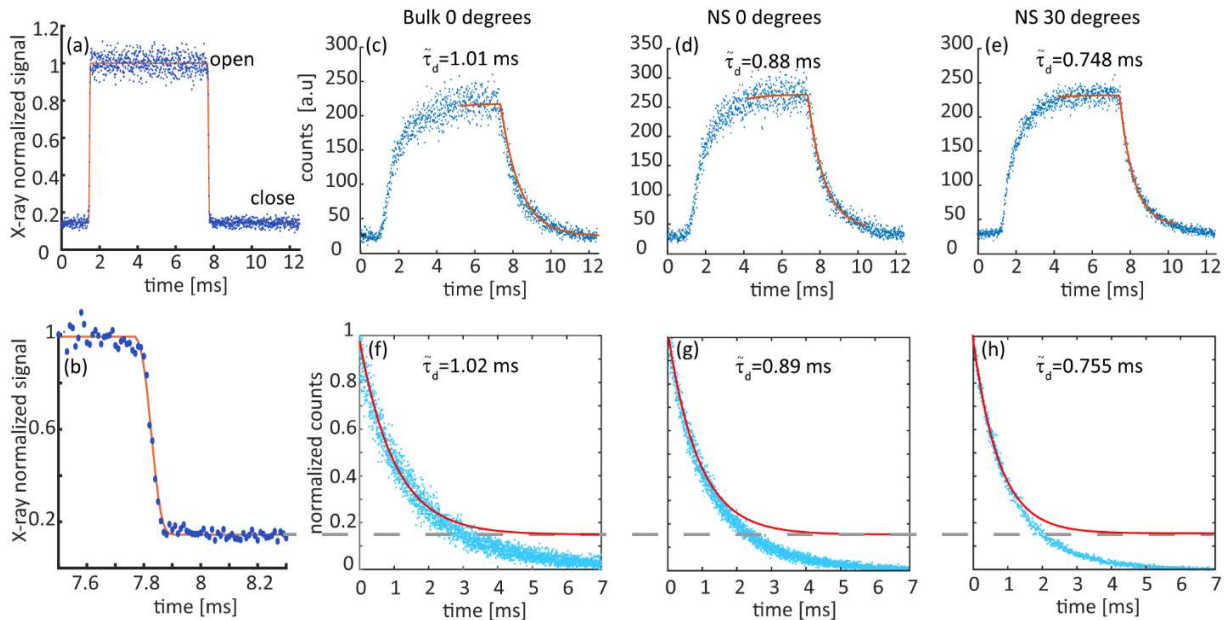 Bulk 0 degrees
NS 0 degrees
NS 30 degrees
(a)
open
close
X-ray normalized signal
1.2
1
0.8
0.6
0.4
0.2
0
0 2 4 6 8 10 12
time [ms]
(c)
τ̃d=1.01 ms
counts [a.u]
300
250
200
150
100
50
0
0 2 4 6 8 10 12
time [ms]
(d)
τ̃d=0.88 ms
350
300
250
200
150
100
50
0
0 2 4 6 8 10 12
time [ms]
(e)
τ̃d=0.748 ms
300
250
200
150
100
50
0
0 2 4 6 8 10 12
time [ms]
(b)
X-ray normalized signal
1
0.6
0.2
7.6 7.8 8 8.2
time [ms]
(f)
τ̃d=1.02 ms
normalized counts
1
0.8
0.6
0.4
0.2
0
0 1 2 3 4 5 6 7
time [ms]
(g)
τ̃d=0.89 ms
0 1 2 3 4 5 6 7
time [ms]
(h)
τ̃d=0.755 ms
0 1 2 3 4 5 6 7
time [ms]